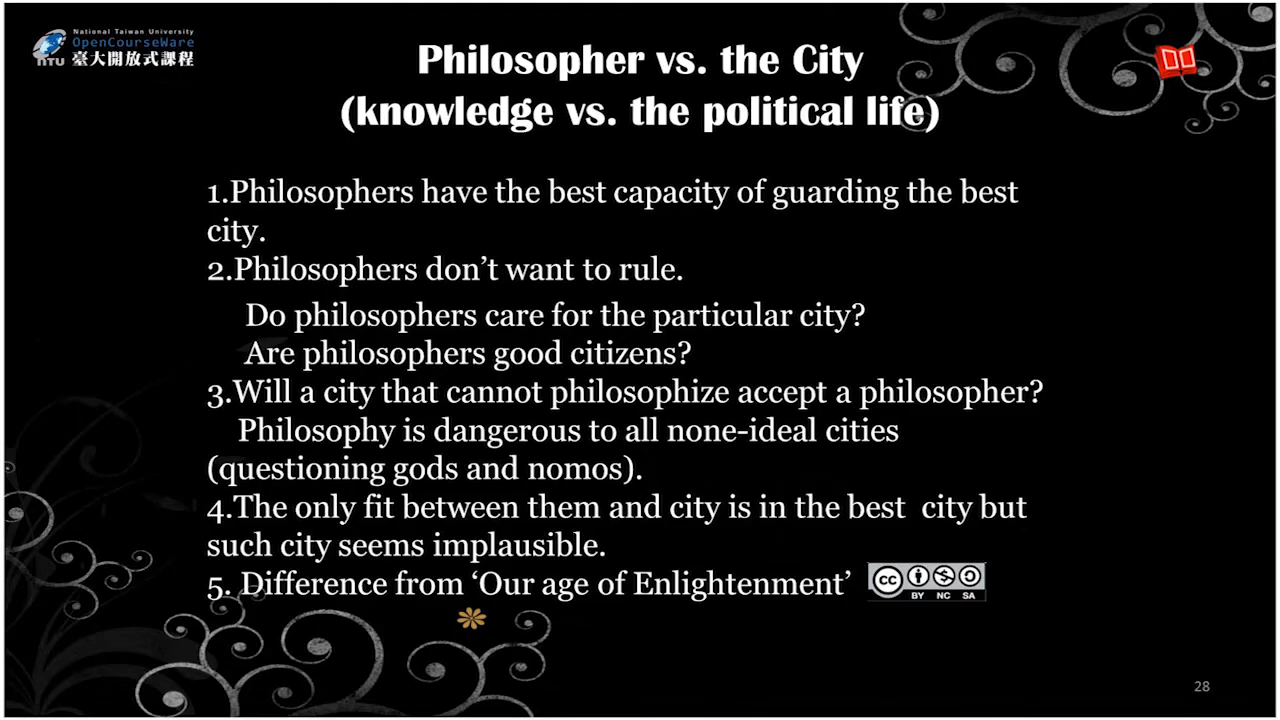 National Taiwan University
OpenCourseWare
NTU 臺大開放式課程
Philosopher vs. the City
(knowledge vs. the political life)
1.Philosophers have the best capacity of guarding the best
city.
2.Philosophers don’t want to rule.
Do philosophers care for the particular city?
Are philosophers good citizens?
3.Will a city that cannot philosophize accept a philosopher?
Philosophy is dangerous to all none-ideal cities
(questioning gods and nomos).
4.The only fit between them and city is in the best city but
such city seems implausible.
5. Difference from ‘Our age of Enlightenment’
cc BY NC SA
28